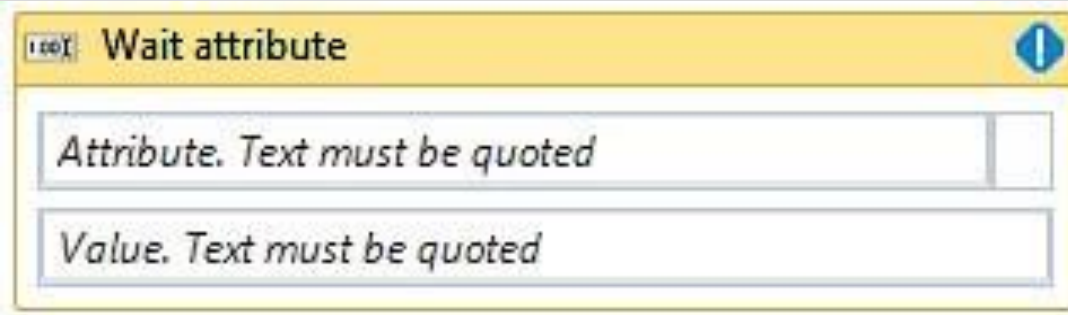 Wait attribute
Attribute. Text must be quoted
Value. Text must be quoted